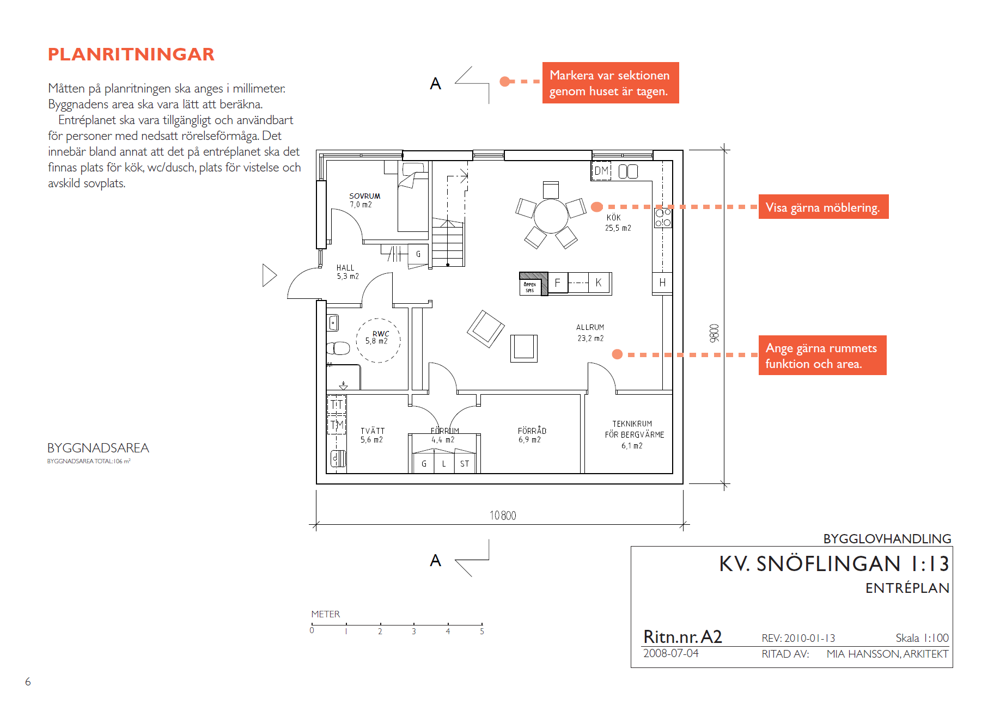 PLANRITNINGAR
Måtten på planritningen ska anges i millimeter.
Byggnadens area ska vara lätt att beräkna.
Entréplanet ska vara tillgängligt och användbart
för personer med nedsatt rörelseförmåga. Det
innebär bland annat att det på entréplanet ska det
finnas plats för kök, wc/dusch, plats för vistelse och
avskild sovplats.
A
Markera var sektionen
genom huset är tagen.
DM
SOVRUM
7,0 m2
Visa gärna möblering.
KÖK
25,5 m2
G
HALL
5,3 m2
ÖPPEN
SPIS
F
K
H
RWC
5,8 m2
ALLRUM
23,2 m2
9800
Ange gärna rummets
funktion och area.
TT
TM
TVÄTT
5,6 m2
FÖRRUM
4,4 m2
FÖRRÅD
6,9 m2
TEKNIKRUM
FÖR BERGVÄRME
6,1 m2
G
L
ST
BYGGNADSAREA
BYGGNADSAREA TOTAL:106 m²
10800
A
BYGGLOVHANDLING
KV. SNÖFLINGAN 1:13
ENTRÉPLAN
METER
0 1 2 3 4 5
Ritn.nr. A2
REV: 2010-01-13
Skala 1:100
2008-07-04
RITAD AV:
MIA HANSSON, ARKITEKT
6